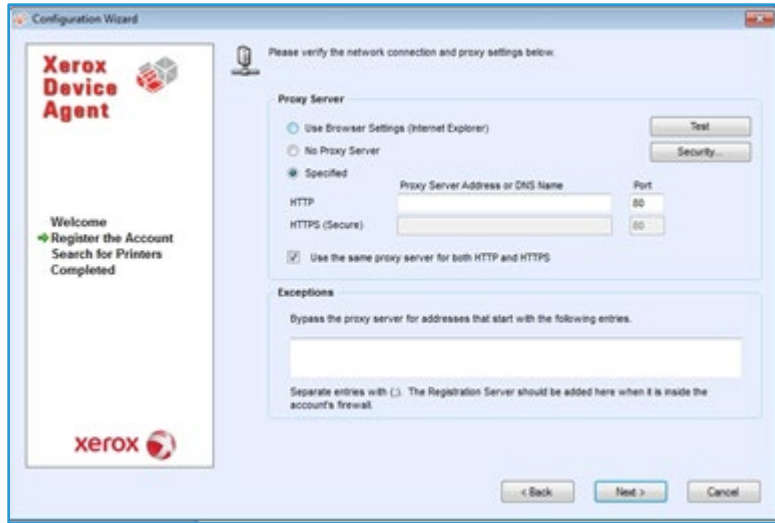 Configuration Wizard
Xerox
Device
Agent
Welcome
Register the Account
Search for Printers
Completed
xerox
Please verify the network connection and proxy settings below.
Proxy Server
Use Browser Settings (Internet Explorer)
Test
No Proxy Server
Security...
Specified
Proxy Server Address or DNS Name Port
HTTP 80
HTTPS (Secure) 80
Use the same proxy server for both HTTP and HTTPS
Exceptions
Bypass the proxy server for addresses that start with the following entries.
Separate entries with (;). The Registration Server should be added here when it is inside the
account's firewall.
< Back Next > Cancel